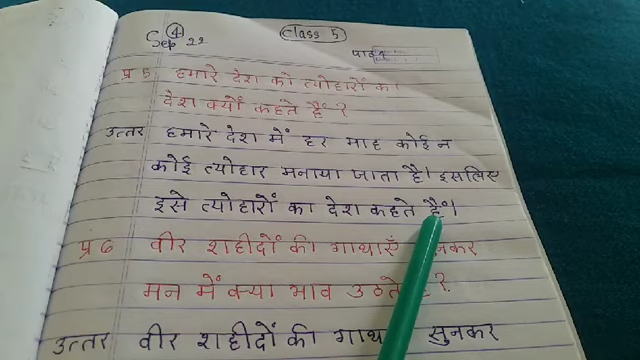 Sep 4 22
Class 5
पाठ
प्र 5 हमारे देश को त्योहारों का
देश क्यों कहते हैं ?
उत्तर हमारे देश में हर माह कोई न
कोई त्योहार मनाया जाता है। इसलिए
इसे त्योहारों का देश कहते हैं।
प्र 6 वीर शहीदों की गाथाएँ
मन में क्या भाव उठते ?
उत्तर वीर शहीदों की सुनकर